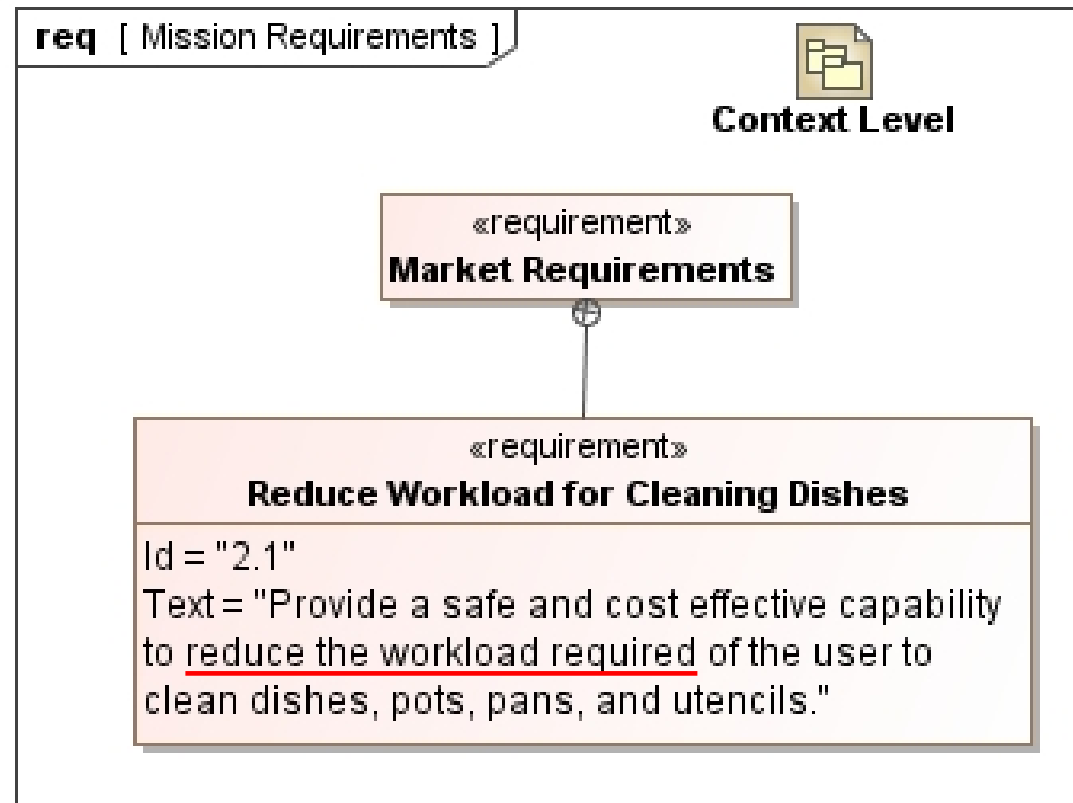 req [ Mission Requirements ]
Context Level
«requirement»
Market Requirements
«requirement»
Reduce Workload for Cleaning Dishes
Id = "2.1"
Text = "Provide a safe and cost effective capability
to reduce the workload required of the user to
clean dishes, pots, pans, and utencils."